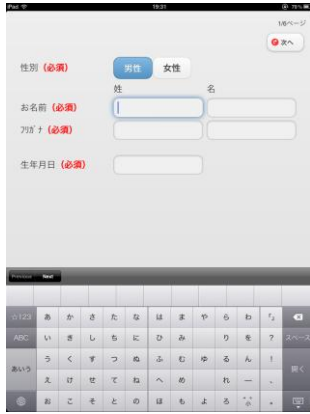 iPad 19:31 75%
1/6ページ
次へ
性別 (必須) 男性 女性
姓 名
お名前 (必須)
ﾌﾘｶﾞﾅ (必須)
生年月日 (必須)
Previous Next
☆123 あ か さ た な は ま や ら わ 「」
ABC い き し ち に ひ み り を ? スペース
あいう う く す つ ぬ ふ む ゆ る ん ! 開く
え け せ て ね へ め れ ー 、
お こ そ と の ほ も よ ろ 。